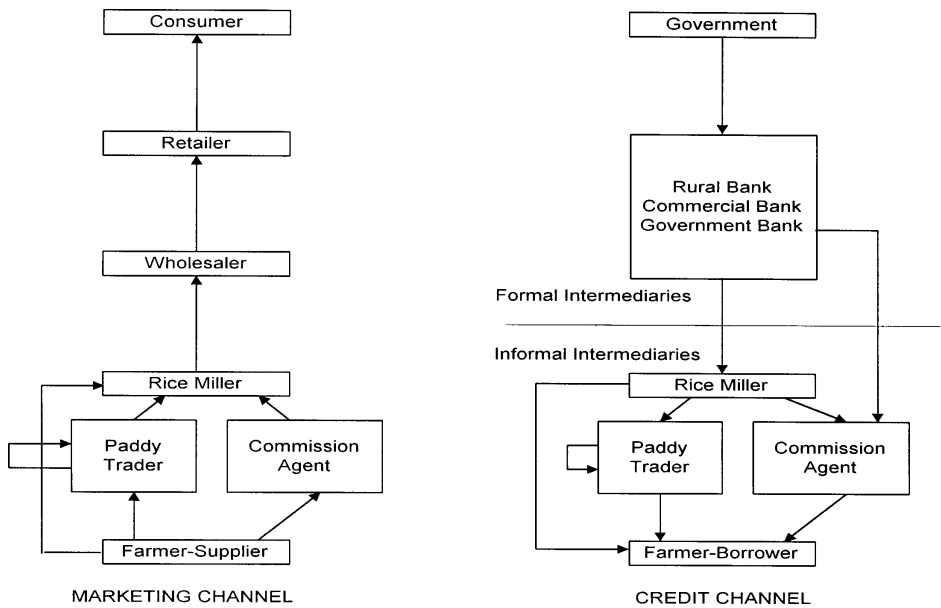 Consumer
Retailer
Wholesaler
Rice Miller
Paddy
Trader
Commission
Agent
Farmer-Supplier
MARKETING CHANNEL
Government
Rural Bank
Commercial Bank
Government Bank
Formal Intermediaries
Informal Intermediaries
Rice Miller
Paddy
Trader
Commission
Agent
Farmer-Borrower
CREDIT CHANNEL